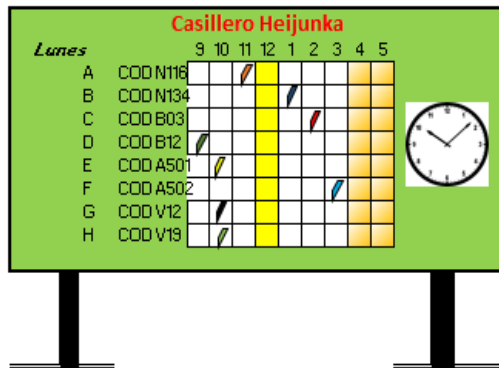 Casillero Heijunka
Lunes
9 10 11 12 1 2 3 4 5
A COD N116
B COD N134
C COD B03
D COD B12
E COD A501
F COD A502
G COD V12
H COD V19